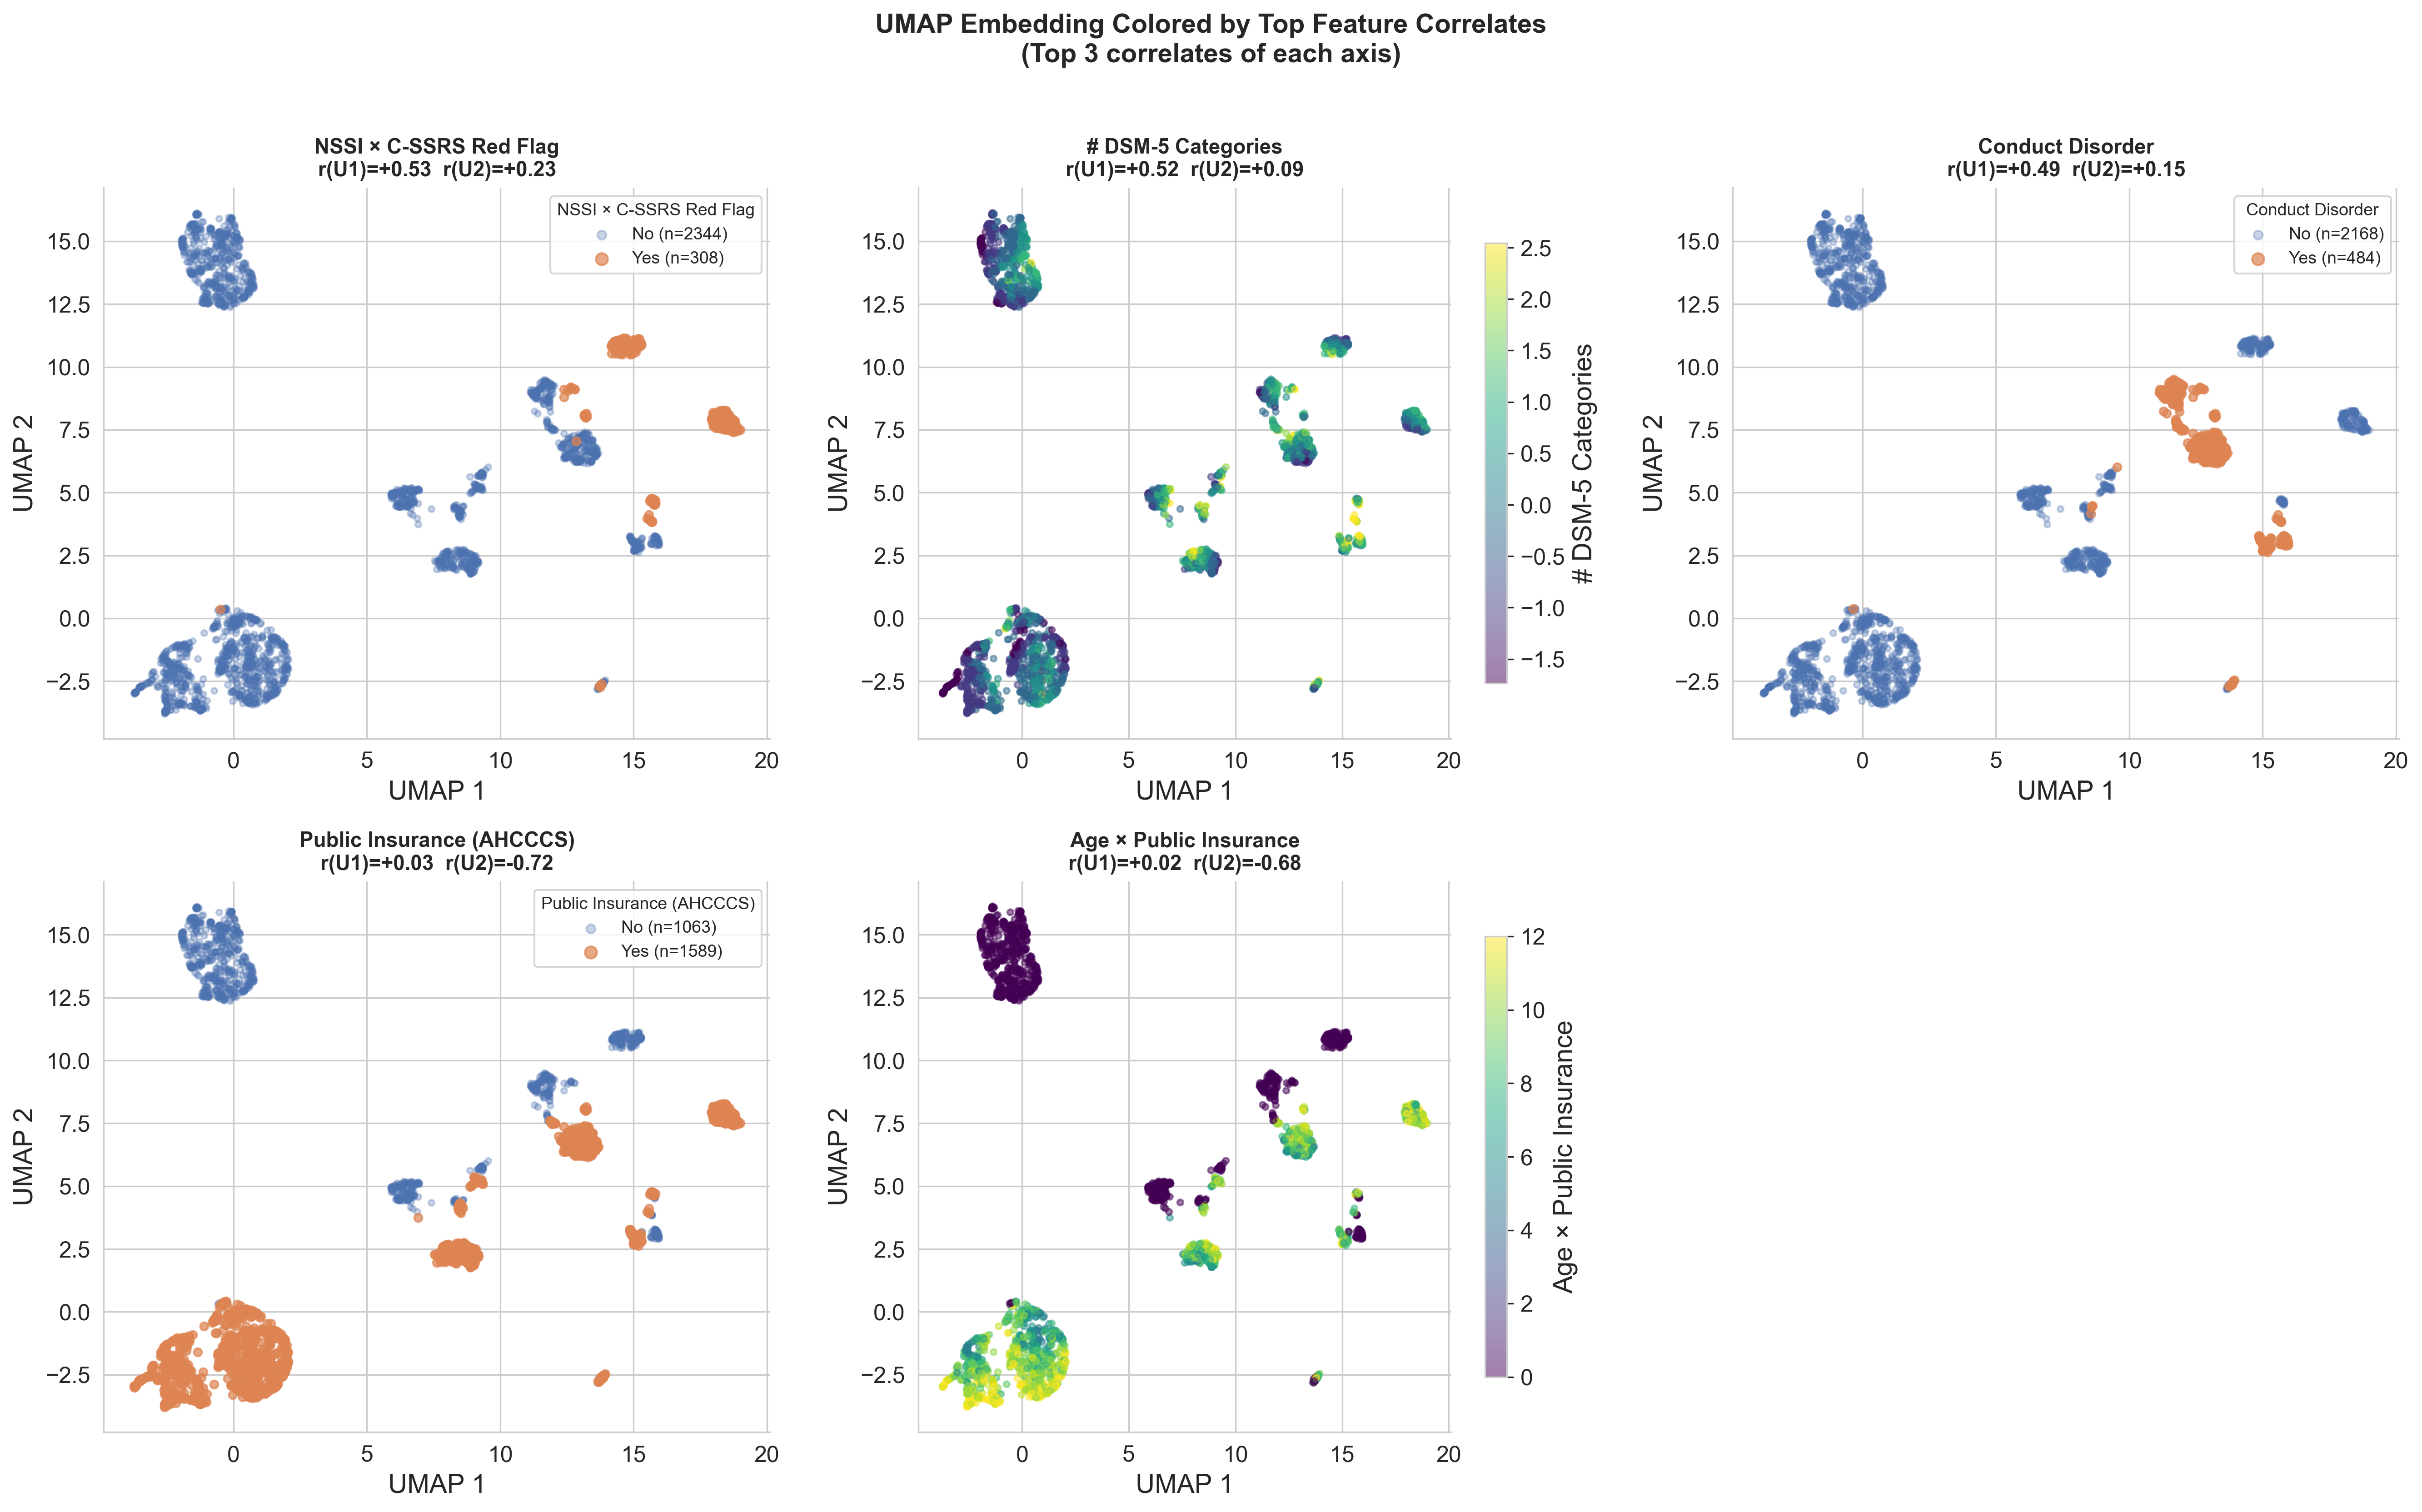 UMAP Embedding Colored by Top Feature Correlates
(Top 3 correlates of each axis)
NSSI × C-SSRS Red Flag
r(U1)=+0.53 r(U2)=+0.23
NSSI × C-SSRS Red Flag
No (n=2344)
Yes (n=308)
15.0
12.5
10.0
7.5
5.0
2.5
0.0
−2.5
UMAP 2
0 5 10 15 20
UMAP 1
# DSM-5 Categories
r(U1)=+0.52 r(U2)=+0.09
15.0
12.5
10.0
7.5
5.0
2.5
0.0
−2.5
UMAP 2
0 5 10 15 20
UMAP 1
2.5
2.0
1.5
1.0
0.5
0.0
−0.5
−1.0
−1.5
# DSM-5 Categories
Conduct Disorder
r(U1)=+0.49 r(U2)=+0.15
Conduct Disorder
No (n=2168)
Yes (n=484)
15.0
12.5
10.0
7.5
5.0
2.5
0.0
−2.5
UMAP 2
0 5 10 15 20
UMAP 1
Public Insurance (AHCCCS)
r(U1)=+0.03 r(U2)=-0.72
Public Insurance (AHCCCS)
No (n=1063)
Yes (n=1589)
15.0
12.5
10.0
7.5
5.0
2.5
0.0
−2.5
UMAP 2
0 5 10 15 20
UMAP 1
Age × Public Insurance
r(U1)=+0.02 r(U2)=-0.68
15.0
12.5
10.0
7.5
5.0
2.5
0.0
−2.5
UMAP 2
0 5 10 15 20
UMAP 1
12
10
8
6
4
2
0
Age × Public Insurance